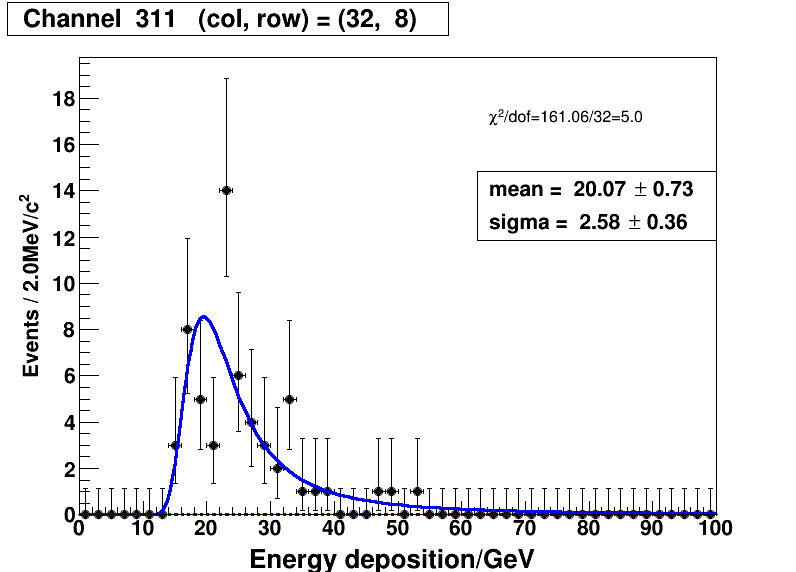 Channel 311 (col, row) = (32, 8)
χ²/dof=161.06/32=5.0
mean = 20.07 ± 0.73
sigma = 2.58 ± 0.36
Events / 2.0MeV/c²
18
16
14
12
10
8
6
4
2
0
0 10 20 30 40 50 60 70 80 90 100
Energy deposition/GeV